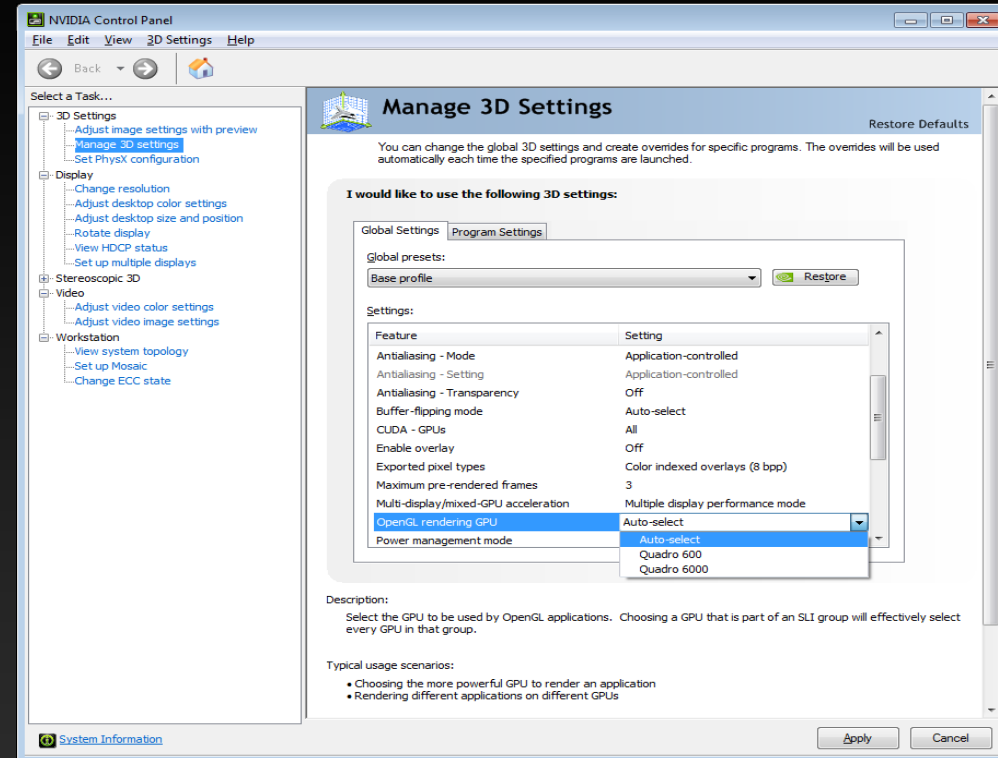 NVIDIA Control Panel
File Edit View 3D Settings Help
Back
Select a Task...
3D Settings
Adjust image settings with preview
Manage 3D settings
Set PhysX configuration
Display
Change resolution
Adjust desktop color settings
Adjust desktop size and position
Rotate display
View HDCP status
Set up multiple displays
Stereoscopic 3D
Video
Adjust video color settings
Adjust video image settings
Workstation
View system topology
Set up Mosaic
Change ECC state
System Information
Manage 3D Settings
Restore Defaults
You can change the global 3D settings and create overrides for specific programs. The overrides will be used
automatically each time the specified programs are launched.
I would like to use the following 3D settings:
Global Settings Program Settings
Global presets:
Base profile Restore
Settings:
Feature Setting
Antialiasing - Mode Application-controlled
Antialiasing - Setting Application-controlled
Antialiasing - Transparency Off
Buffer-flipping mode Auto-select
CUDA - GPUs All
Enable overlay Off
Exported pixel types Color indexed overlays (8 bpp)
Maximum pre-rendered frames 3
Multi-display/mixed-GPU acceleration Multiple display performance mode
OpenGL rendering GPU Auto-select
Power management mode Auto-select
Quadro 600
Quadro 6000
Description:
Select the GPU to be used by OpenGL applications. Choosing a GPU that is part of an SLI group will effectively select
every GPU in that group.
Typical usage scenarios:
• Choosing the more powerful GPU to render an application
• Rendering different applications on different GPUs
Apply Cancel